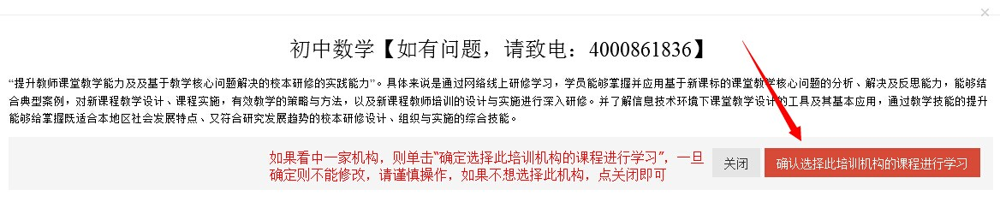 初中数学【如有问题，请致电：4000861836】
“提升教师课堂教学能力及及基于教学核心问题解决的校本研修的实践能力”。具体来说是通过网络线上研修学习，学员能够掌握并应用基于新课标的课堂教学核心问题的分析、解决及反思能力，能够结
合典型案例，对新课程教学设计、课程实施，有效教学的策略与方法，以及新课程教师培训的设计与实施进行深入研修。并了解信息技术环境下课堂教学设计的工具及其基本应用，通过教学技能的提升
能够给掌握既适合本地区社会发展特点、又符合研究发展趋势的校本研修设计、组织与实施的综合技能。
如果看中一家机构，则单击“确定选择此培训机构的课程进行学习”，一旦
确定则不能修改，请谨慎操作，如果不想选择此机构，点关闭即可
关闭
确认选择此培训机构的课程进行学习